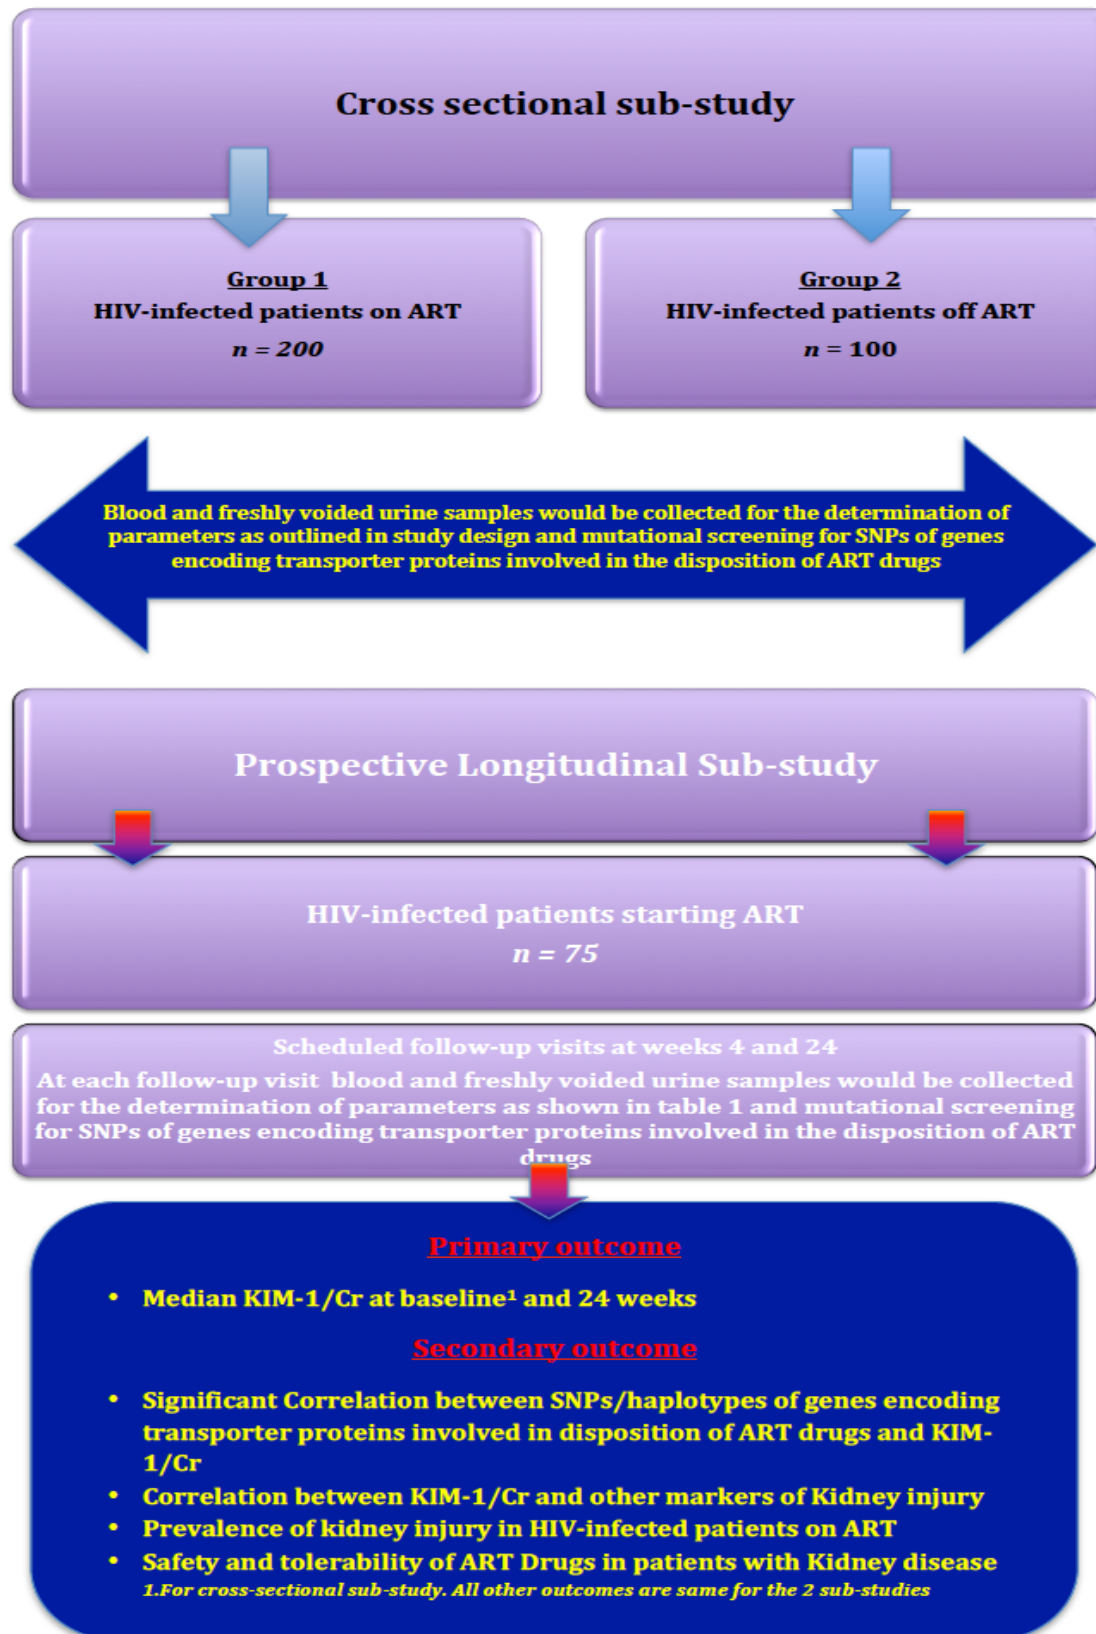 Cross sectional sub-study
Group 1
HIV-infected patients on ART
n = 200
Group 2
HIV-infected patients off ART
n = 100
Blood and freshly voided urine samples would be collected for the determination of
parameters as outlined in study design and mutational screening for SNPs of genes
encoding transporter proteins involved in the disposition of ART drugs
Prospective Longitudinal Sub-study
HIV-infected patients starting ART
n = 75
Scheduled follow-up visits at weeks 4 and 24
At each follow-up visit blood and freshly voided urine samples would be collected
for the determination of parameters as shown in table 1 and mutational screening
for SNPs of genes encoding transporter proteins involved in the disposition of ART
drugs
Primary outcome
• Median KIM-1/Cr at baseline¹ and 24 weeks
Secondary outcome
• Significant Correlation between SNPs/haplotypes of genes encoding
transporter proteins involved in disposition of ART drugs and KIM-
1/Cr
• Correlation between KIM-1/Cr and other markers of Kidney injury
• Prevalence of kidney injury in HIV-infected patients on ART
• Safety and tolerability of ART Drugs in patients with Kidney disease
1.For cross-sectional sub-study. All other outcomes are same for the 2 sub-studies